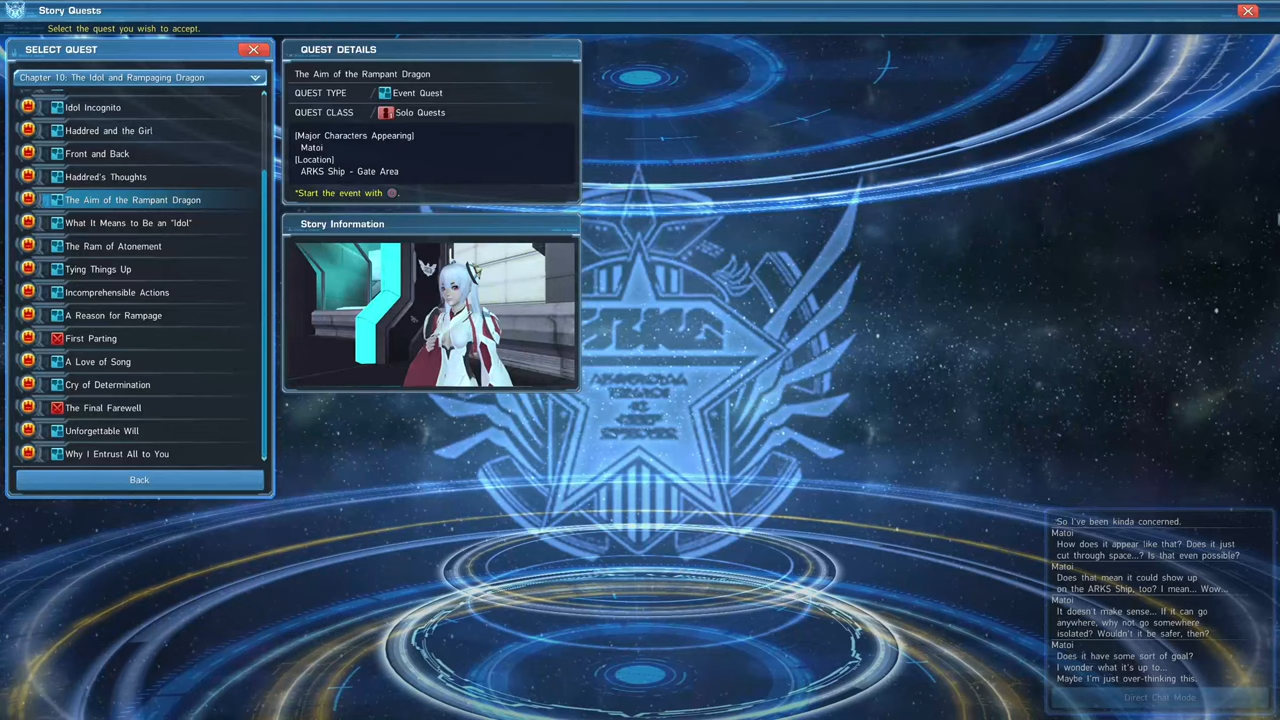 Story Quests
Select the quest you wish to accept.
SELECT QUEST
Chapter 10: The Idol and Rampaging Dragon
Idol Incognito
Haddred and the Girl
Front and Back
Haddred's Thoughts
The Aim of the Rampant Dragon
What It Means to Be an "Idol"
The Ram of Atonement
Tying Things Up
Incomprehensible Actions
A Reason for Rampage
First Parting
A Love of Song
Cry of Determination
The Final Farewell
Unforgettable Will
Why I Entrust All to You
Back
QUEST DETAILS
The Aim of the Rampant Dragon
QUEST TYPE / Event Quest
QUEST CLASS / Solo Quests
[Major Characters Appearing]
Matoi
[Location]
ARKS Ship - Gate Area
*Start the event with .
Story Information
So I've been kinda concerned.
Matoi
How does it appear like that? Does it just
cut through space...? Is that even possible?
Matoi
Does that mean it could show up
on the ARKS Ship, too? I mean... Wow...
Matoi
It doesn't make sense... If it can go
anywhere, why not go somewhere
isolated? Wouldn't it be safer, then?
Matoi
Does it have some sort of goal?
I wonder what it's up to...
Maybe I'm just over-thinking this.
Direct Chat Mode